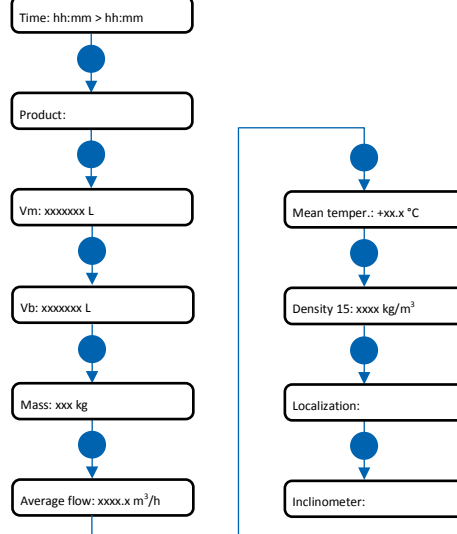 Time: hh:mm > hh:mm
Product:
Vm: xxxxxxx L
Vb: xxxxxxx L
Mass: xxx kg
Average flow: xxxx.x m³/h
Mean temper.: +xx.x °C
Density 15: xxxx kg/m³
Localization:
Inclinometer: